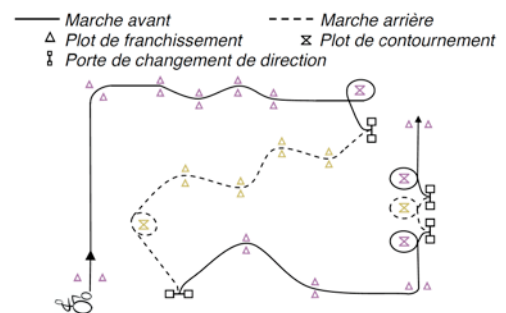 Marche avant Marche arrière
Plot de franchissement Plot de contournement
Porte de changement de direction